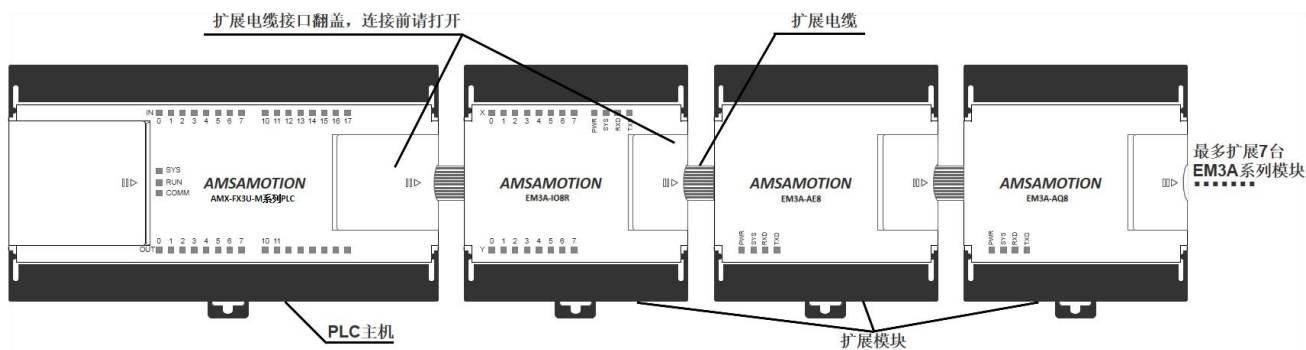 扩展电缆接口翻盖，连接前请打开
扩展电缆
IN
0 1 2 3 4 5 6 7 10 11 12 13 14 15 16 17
SYS
RUN
COMM
AMSAMOTION
AMX-FX3U-M系列PLC
0 1 2 3 4 5 6 7 10 11
OUT
X
0 1 2 3 4 5 6 7
PWR
SYS
RXD
TXD
AMSAMOTION
EM3A-IO8R
0 1 2 3 4 5 6 7
Y
AMSAMOTION
EM3A-AE8
PWR
SYS
RXD
TXD
AMSAMOTION
EM3A-AQ8
PWR
SYS
RXD
TXD
最多扩展7台
EM3A系列模块
PLC主机
扩展模块